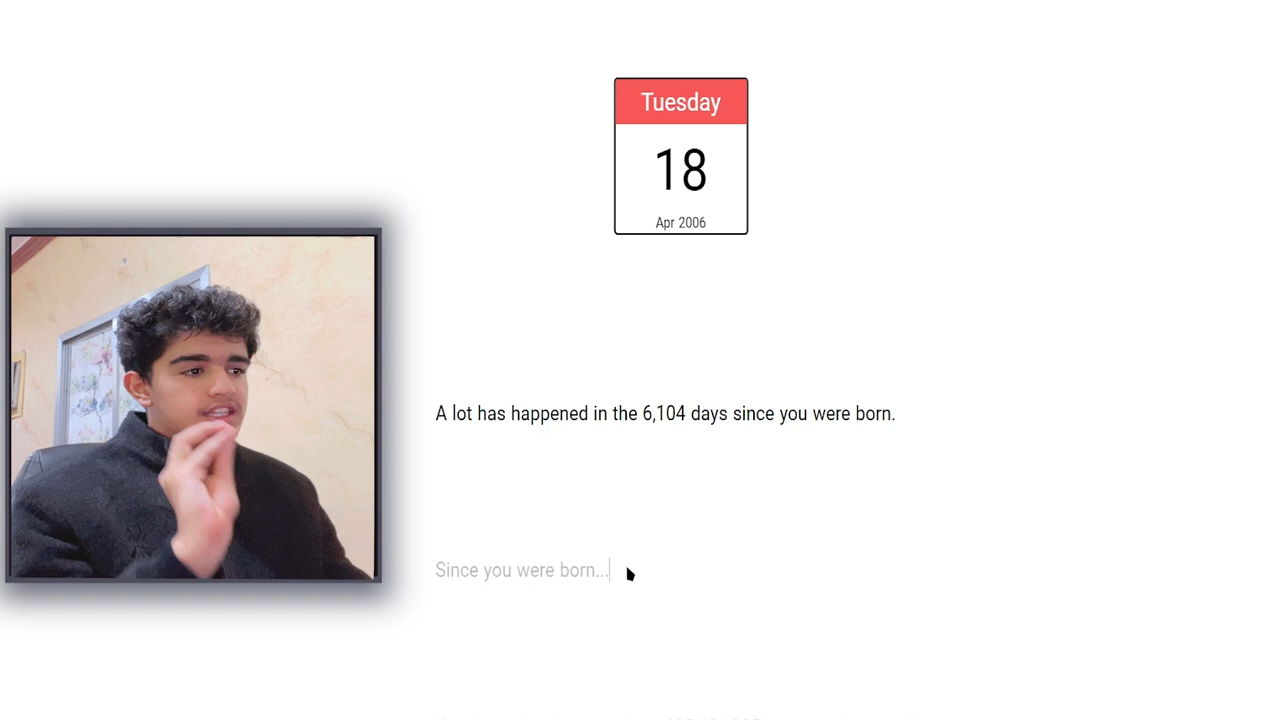 Tuesday
18
Apr 2006
A lot has happened in the 6,104 days since you were born.
Since you were born...